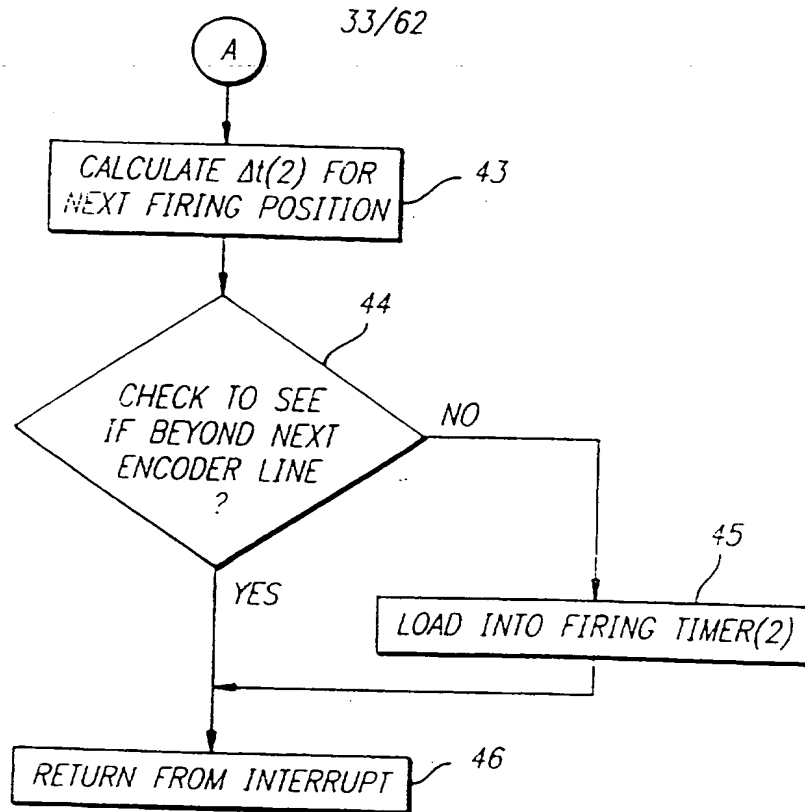 33/62
A
CALCULATE Δt(2) FOR
NEXT FIRING POSITION
43
44
CHECK TO SEE
IF BEYOND NEXT
ENCODER LINE
?
NO
YES
45
LOAD INTO FIRING TIMER(2)
RETURN FROM INTERRUPT
46